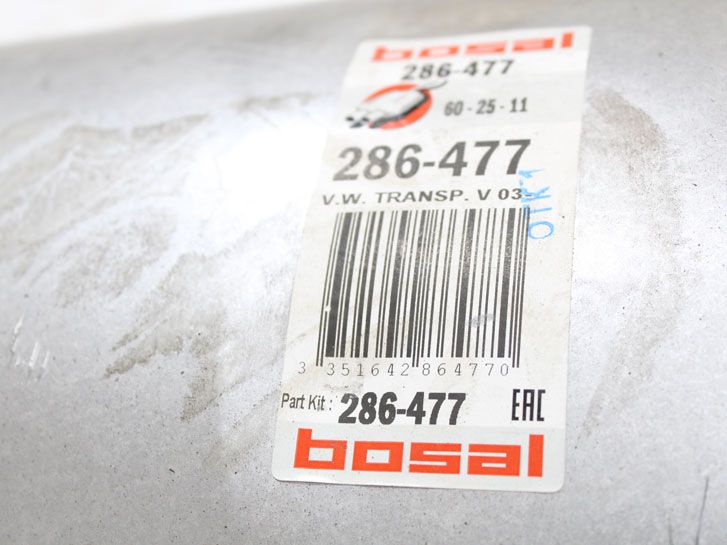 bosal
286-477
60-25-11
286-477
V.W. TRANSP. V 03-
OTK1
3 351642 864770
Part Kit : 286-477
EAC
bosal